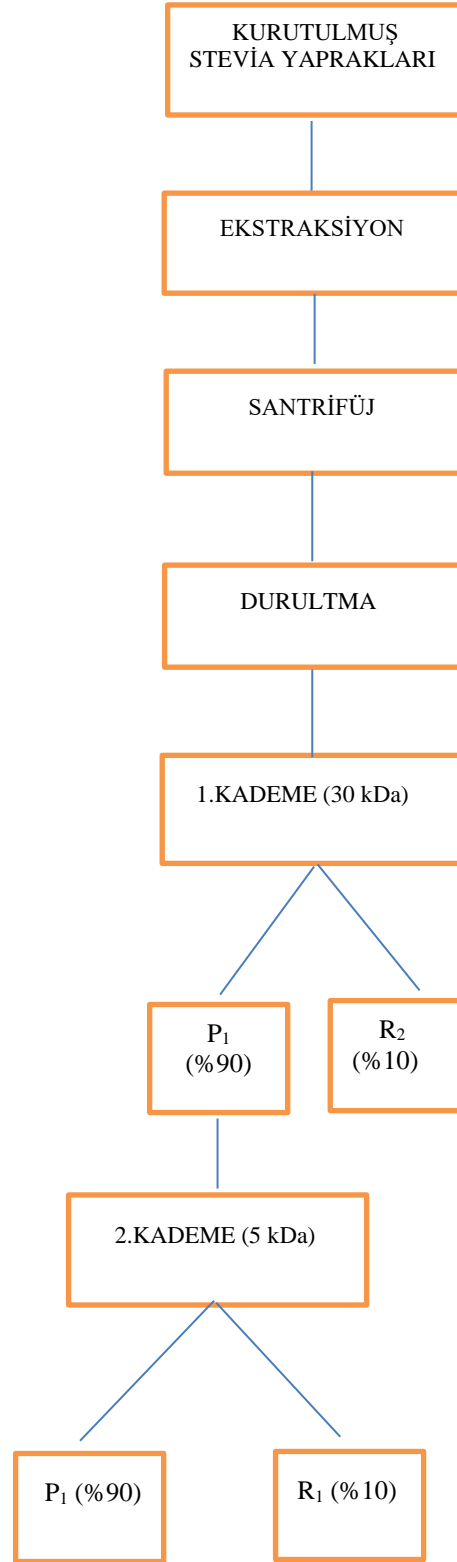 KURUTULMUŞ
STEVİA YAPRAKLARI
EKSTRAKSİYON
SANTRİFÜJ
DURULTMA
1.KADEME (30 kDa)
P₁
(%90)
R₂
(%10)
2.KADEME (5 kDa)
P₁ (%90)
R₁ (%10)